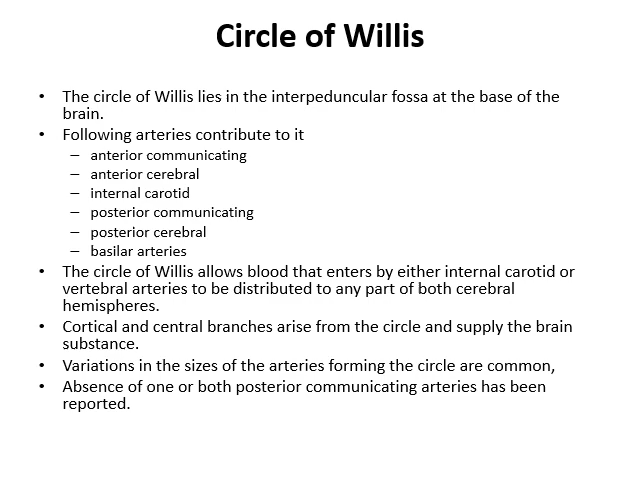 Circle of Willis
• The circle of Willis lies in the interpeduncular fossa at the base of the
brain.
• Following arteries contribute to it
– anterior communicating
– anterior cerebral
– internal carotid
– posterior communicating
– posterior cerebral
– basilar arteries
• The circle of Willis allows blood that enters by either internal carotid or
vertebral arteries to be distributed to any part of both cerebral
hemispheres.
• Cortical and central branches arise from the circle and supply the brain
substance.
• Variations in the sizes of the arteries forming the circle are common,
• Absence of one or both posterior communicating arteries has been
reported.